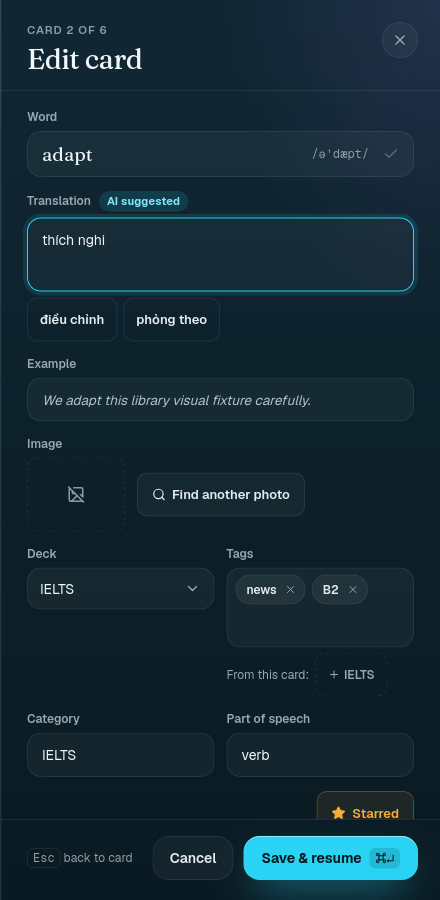 CARD 2 OF 6
Edit card
Word
adapt /əˈdæpt/
Translation AI suggested
thích nghi
điều chỉnh phỏng theo
Example
We adapt this library visual fixture carefully.
Image
Find another photo
Deck Tags
IELTS news B2
From this card: + IELTS
Category Part of speech
IELTS verb
Starred
Esc back to card Cancel Save & resume ⌘↵